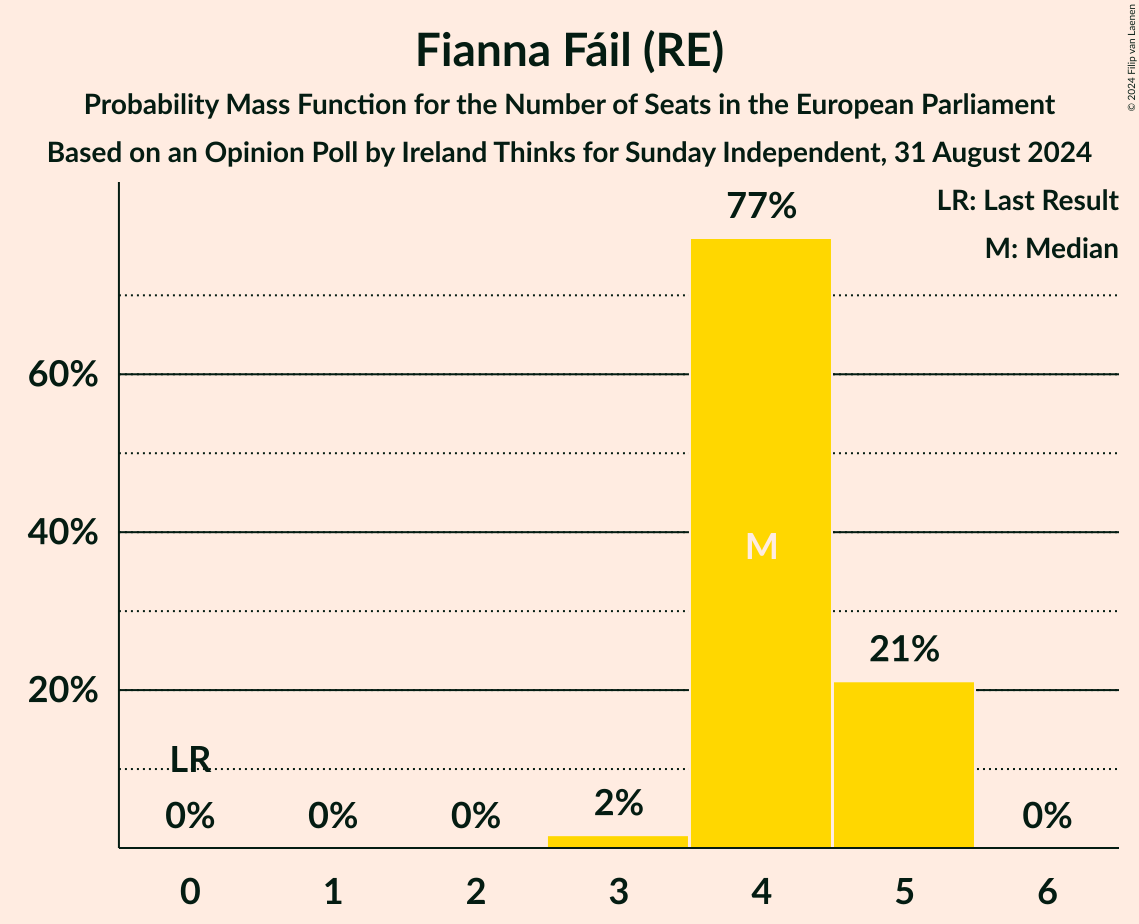 Fianna Fáil (RE)
Probability Mass Function for the Number of Seats in the European Parliament
Based on an Opinion Poll by Ireland Thinks for Sunday Independent, 31 August 2024
© 2024 Filip van Laenen
LR: Last Result
M: Median
77%
60%
40%
M
21%
20%
LR
0% 0% 0% 2% 0%
0 1 2 3 4 5 6